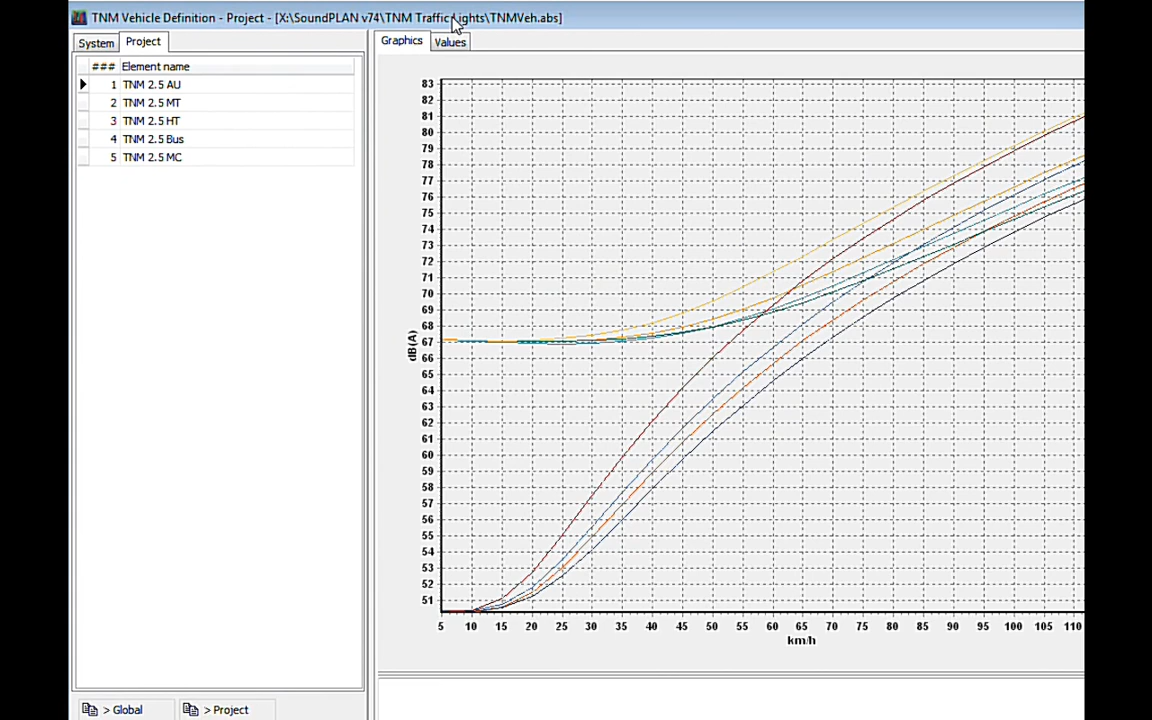 TNM Vehicle Definition - Project - [X:\SoundPLAN v74\TNM Traffic Lights\TNMVeh.abs]
System Project
### Element name
1 TNM 2.5 AU
2 TNM 2.5 MT
3 TNM 2.5 HT
4 TNM 2.5 Bus
5 TNM 2.5 MC
> Global > Project
Graphics Values
83
82
81
80
79
78
77
76
75
74
73
72
71
70
69
68
67
66
65
64
63
62
61
60
59
58
57
56
55
54
53
52
51
dB(A)
5 10 15 20 25 30 35 40 45 50 55 60 65 70 75 80 85 90 95 100 105 110
km/h